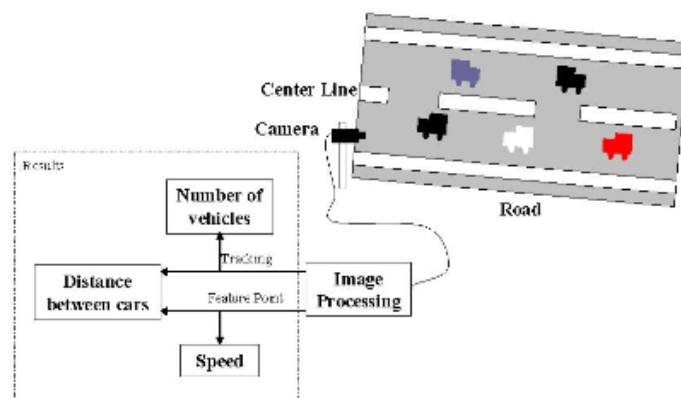 Center Line
Camera
Road
Results
Number of
vehicles
Tracking
Distance
between cars
Image
Processing
Feature Point
Speed